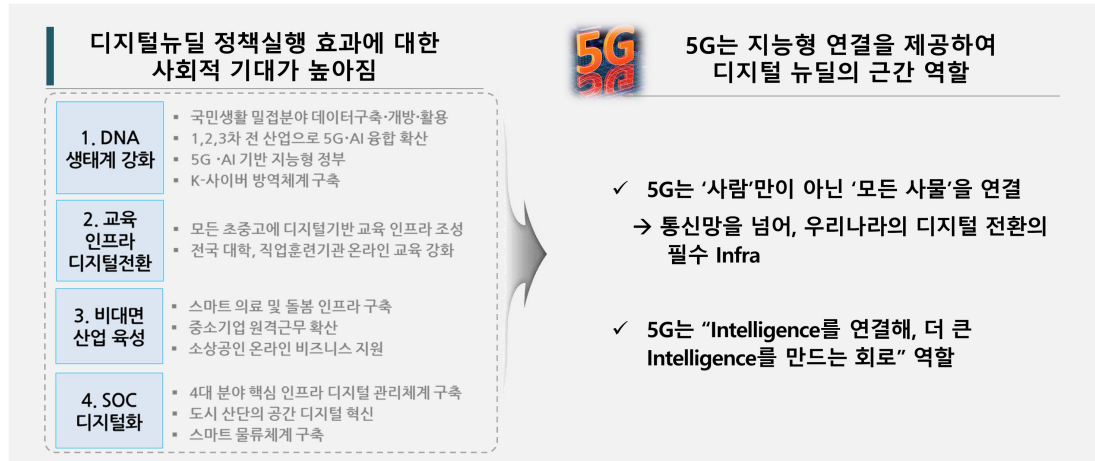 디지털뉴딜 정책실행 효과에 대한
사회적 기대가 높아짐
1. DNA
생태계 강화
▪ 국민생활 밀접분야 데이터구축·개방·활용
▪ 1,2,3차 전 산업으로 5G·AI 융합 확산
▪ 5G ·AI 기반 지능형 정부
▪ K-사이버 방역체계 구축
2. 교육
인프라
디지털전환
▪ 모든 초중고에 디지털기반 교육 인프라 조성
▪ 전국 대학, 직업훈련기관 온라인 교육 강화
3. 비대면
산업 육성
▪ 스마트 의료 및 돌봄 인프라 구축
▪ 중소기업 원격근무 확산
▪ 소상공인 온라인 비즈니스 지원
4. SOC
디지털화
▪ 4대 분야 핵심 인프라 디지털 관리체계 구축
▪ 도시 산단의 공간 디지털 혁신
▪ 스마트 물류체계 구축
5G
5G는 지능형 연결을 제공하여
디지털 뉴딜의 근간 역할
✓ 5G는 ‘사람’만이 아닌 ‘모든 사물’을 연결
→ 통신망을 넘어, 우리나라의 디지털 전환의
필수 Infra
✓ 5G는 “Intelligence를 연결해, 더 큰
Intelligence를 만드는 회로” 역할